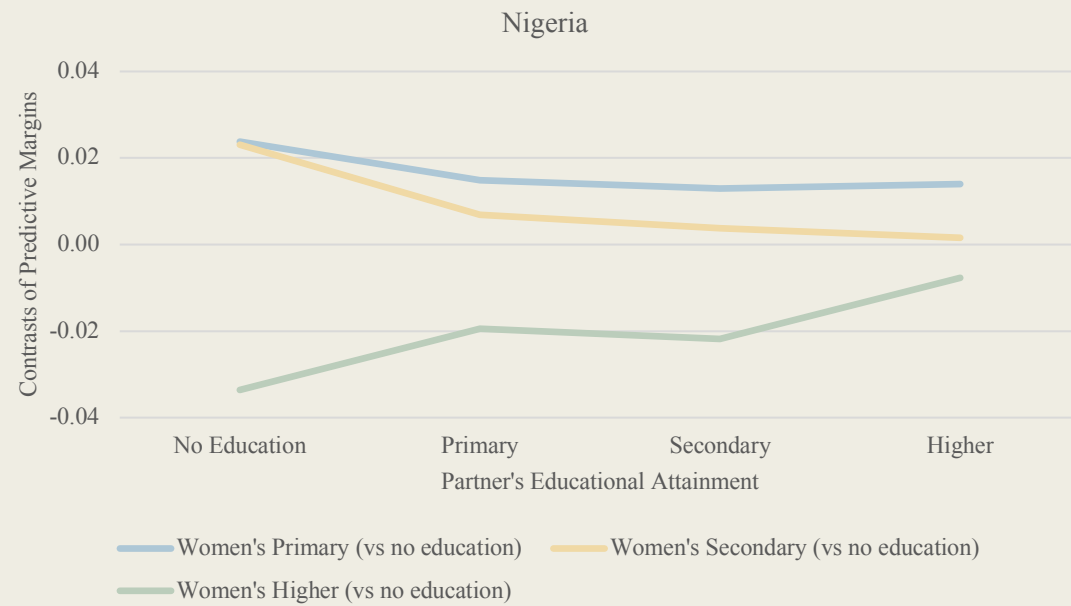 Nigeria
Contrasts of Predictive Margins
0.04
0.02
0.00
-0.02
-0.04
No Education Primary Secondary Higher
Partner's Educational Attainment
Women's Primary (vs no education) Women's Secondary (vs no education)
Women's Higher (vs no education)